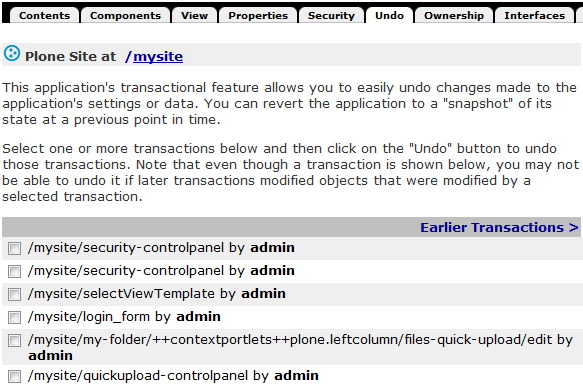 Contents Components View Properties Security Undo Ownership Interfaces
Plone Site at /mysite
This application's transactional feature allows you to easily undo changes made to the
application's settings or data. You can revert the application to a "snapshot" of its
state at a previous point in time.
Select one or more transactions below and then click on the "Undo" button to undo
those transactions. Note that even though a transaction is shown below, you may not
be able to undo it if later transactions modified objects that were modified by a
selected transaction.
Earlier Transactions >
/mysite/security-controlpanel by admin
/mysite/security-controlpanel by admin
/mysite/selectViewTemplate by admin
/mysite/login_form by admin
/mysite/my-folder/++contextportlets++plone.leftcolumn/files-quick-upload/edit by
admin
/mysite/quickupload-controlpanel by admin